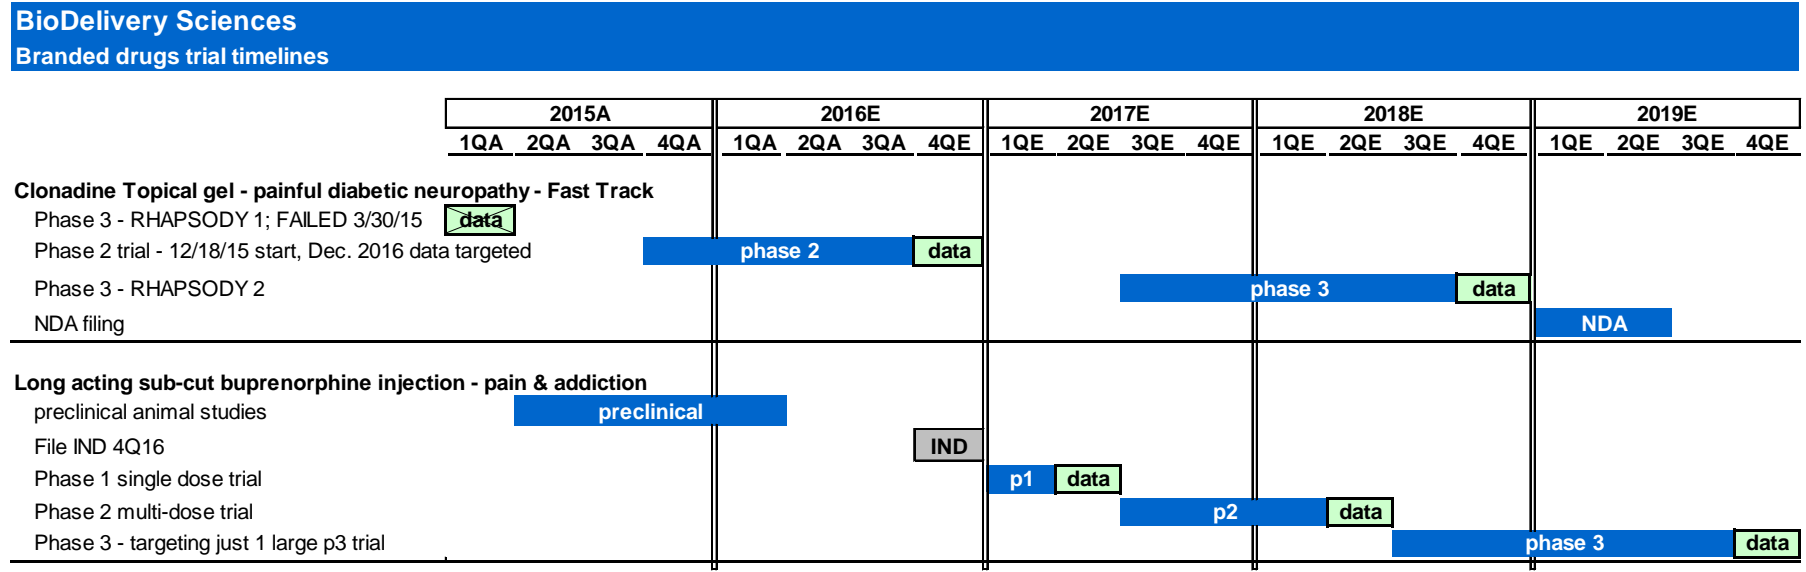 BioDelivery Sciences
Branded drugs trial timelines
2015A 2016E 2017E 2018E 2019E
1QA 2QA 3QA 4QA 1QA 2QA 3QA 4QE 1QE 2QE 3QE 4QE 1QE 2QE 3QE 4QE 1QE 2QE 3QE 4QE
Clonadine Topical gel - painful diabetic neuropathy - Fast Track
Phase 3 - RHAPSODY 1; FAILED 3/30/15 data
Phase 2 trial - 12/18/15 start, Dec. 2016 data targeted phase 2 data
Phase 3 - RHAPSODY 2 phase 3 data
NDA filing NDA
Long acting sub-cut buprenorphine injection - pain & addiction
preclinical animal studies preclinical
File IND 4Q16 IND
Phase 1 single dose trial p1 data
Phase 2 multi-dose trial p2 data
Phase 3 - targeting just 1 large p3 trial phase 3 data